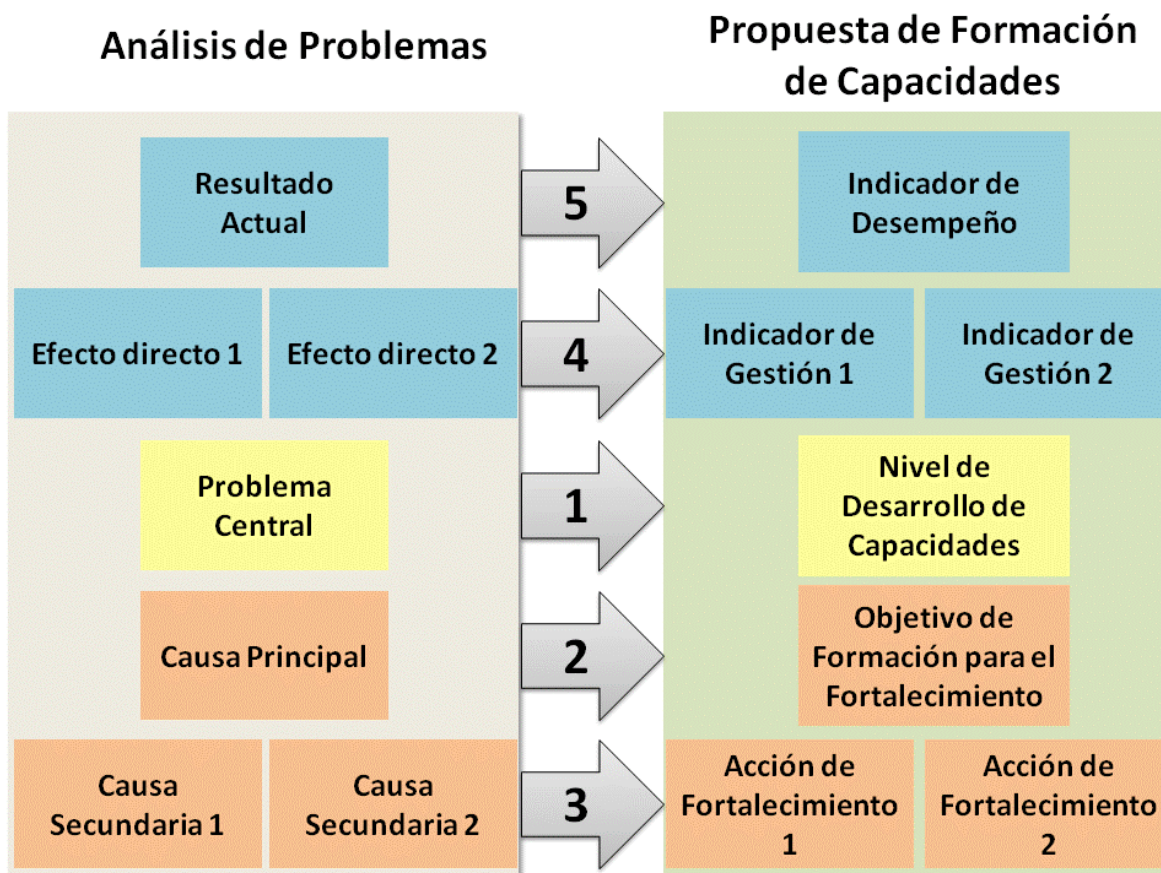 Análisis de Problemas
Propuesta de Formación
de Capacidades
Resultado
Actual
5
Indicador de
Desempeño
Efecto directo 1
Efecto directo 2
4
Indicador de
Gestión 1
Indicador de
Gestión 2
Problema
Central
1
Nivel de
Desarrollo de
Capacidades
Causa Principal
2
Objetivo de
Formación para el
Fortalecimiento
Causa
Secundaria 1
Causa
Secundaria 2
3
Acción de
Fortalecimiento
1
Acción de
Fortalecimiento
2